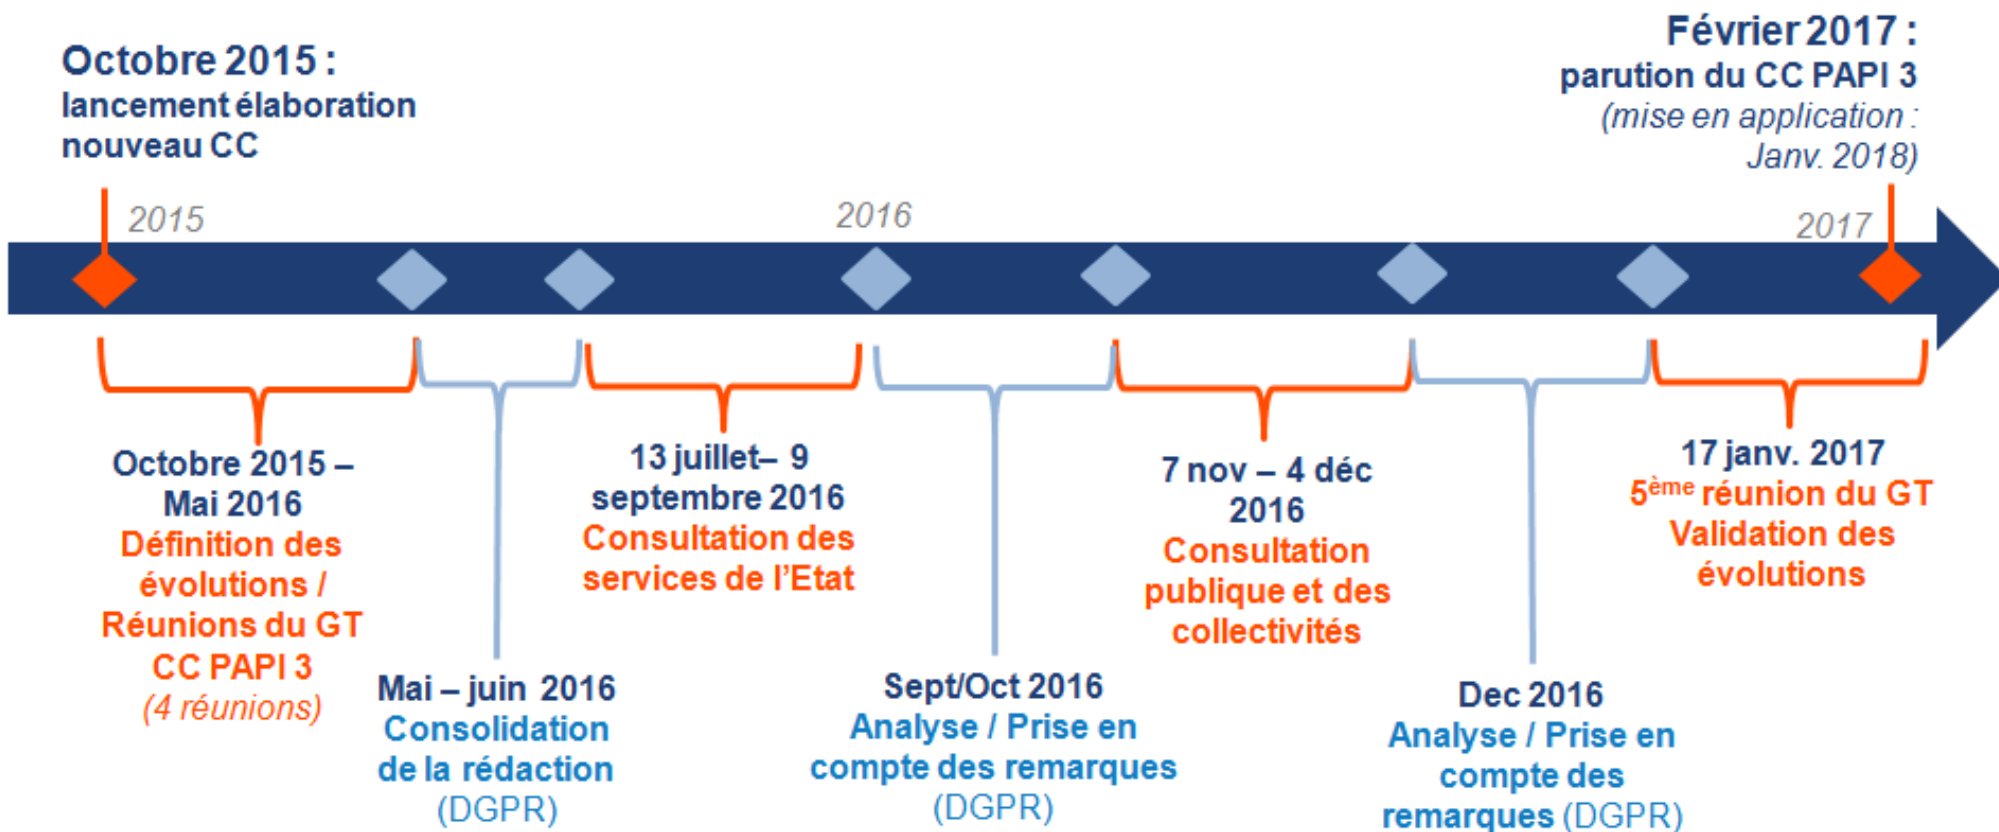 Octobre 2015 :
lancement élaboration
nouveau CC
Février 2017 :
parution du CC PAPI 3
(mise en application :
Janv. 2018)
2015
2016
2017
Octobre 2015 –
Mai 2016
Définition des
évolutions /
Réunions du GT
CC PAPI 3
(4 réunions)
Mai – juin 2016
Consolidation
de la rédaction
(DGPR)
13 juillet– 9
septembre 2016
Consultation des
services de l'Etat
Sept/Oct 2016
Analyse / Prise en
compte des remarques
(DGPR)
7 nov – 4 déc
2016
Consultation
publique et des
collectivités
Dec 2016
Analyse / Prise en
compte des
remarques (DGPR)
17 janv. 2017
5ème réunion du GT
Validation des
évolutions